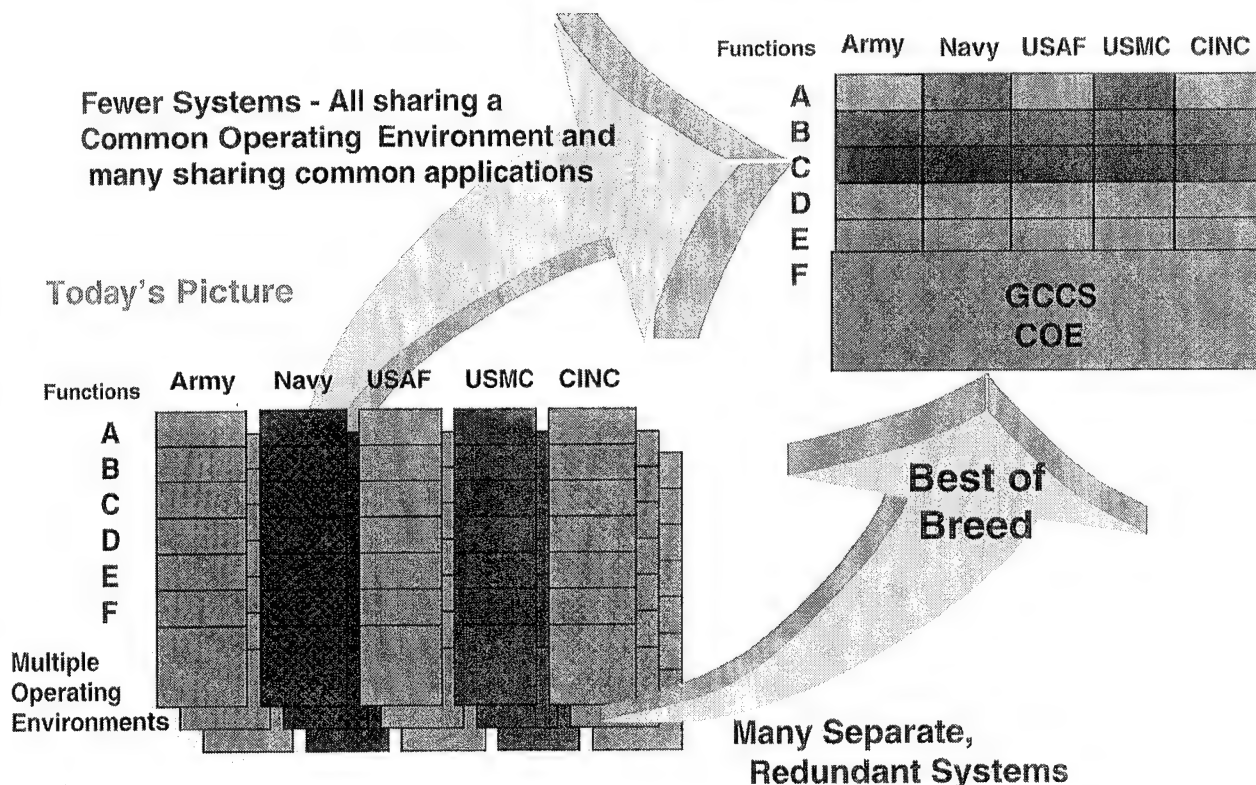 Functions Army Navy USAF USMC CINC
A
B
C
D
E
F
GCCS
COE
Fewer Systems - All sharing a
Common Operating Environment and
many sharing common applications
Today's Picture
Functions Army Navy USAF USMC CINC
A
B
C
D
E
F
Multiple
Operating
Environments
Best of
Breed
Many Separate,
Redundant Systems